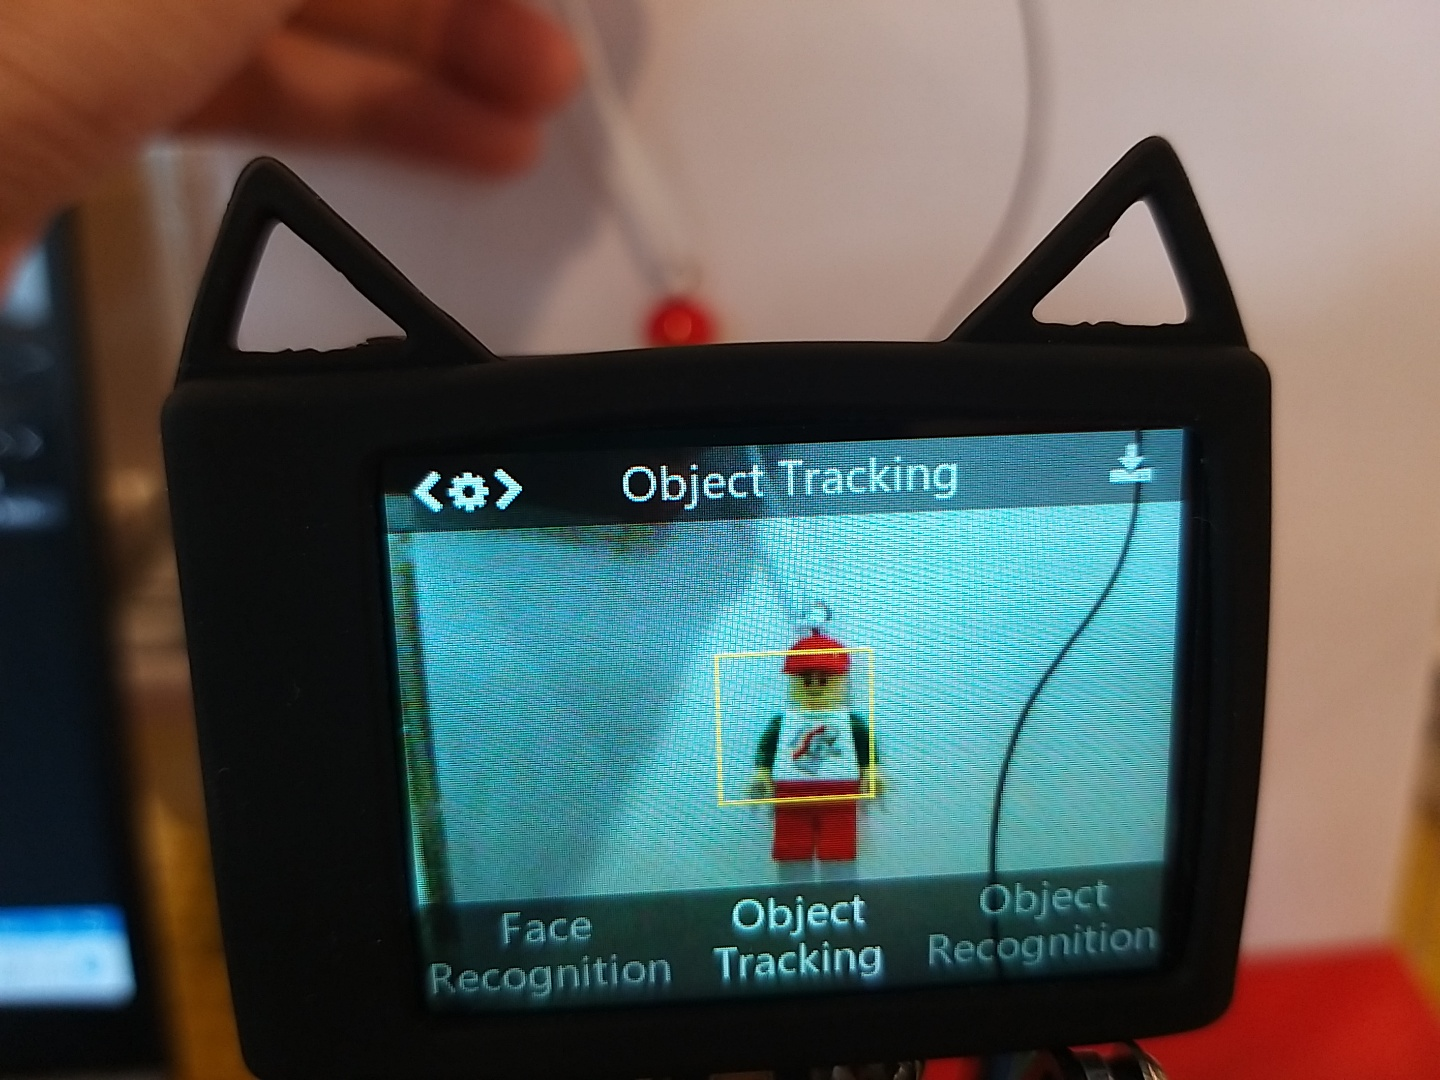 Object Tracking
Face
Recognition
Object
Tracking
Object
Recognition